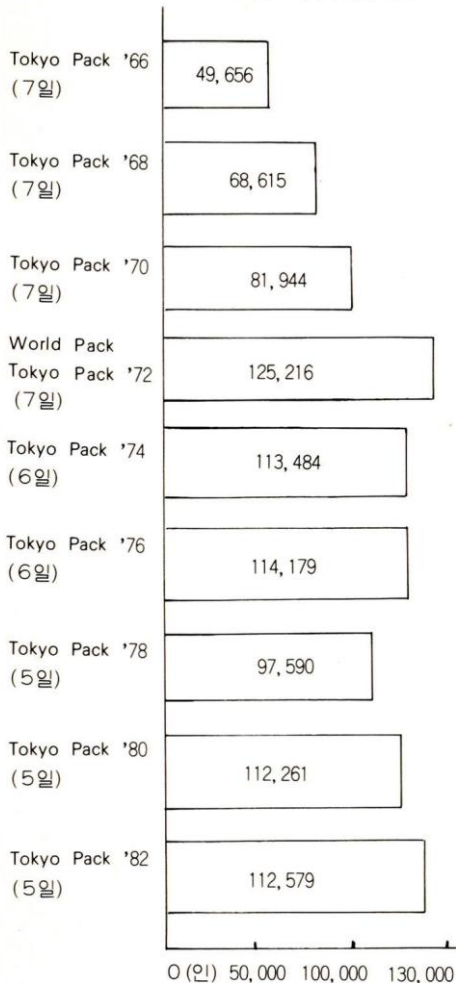 Tokyo Pack '66
(7일)
49,656
Tokyo Pack '68
(7일)
68,615
Tokyo Pack '70
(7일)
81,944
World Pack
Tokyo Pack '72
(7일)
125,216
Tokyo Pack '74
(6일)
113,484
Tokyo Pack '76
(6일)
114,179
Tokyo Pack '78
(5일)
97,590
Tokyo Pack '80
(5일)
112,261
Tokyo Pack '82
(5일)
112,579
0(인) 50,000 100,000 130,000